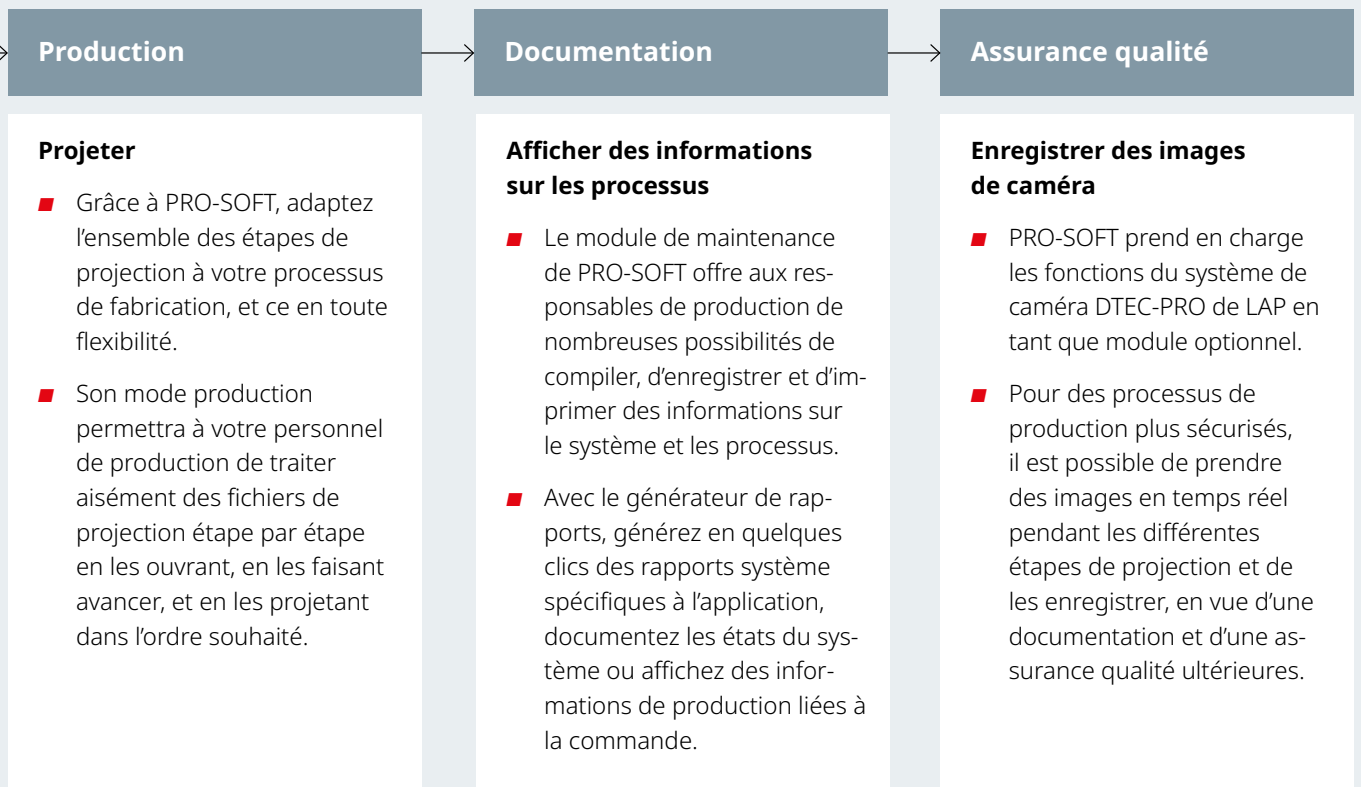 Production
Projeter
Grâce à PRO-SOFT, adaptez
l'ensemble des étapes de
projection à votre processus
de fabrication, et ce en toute
flexibilité.
Son mode production
permettra à votre personnel
de production de traiter
aisément des fichiers de
projection étape par étape
en les ouvrant, en les faisant
avancer, et en les projetant
dans l'ordre souhaité.
Documentation
Afficher des informations
sur les processus
Le module de maintenance
de PRO-SOFT offre aux res-
ponsables de production de
nombreuses possibilités de
compiler, d'enregistrer et d'im-
primer des informations sur
le système et les processus.
Avec le générateur de rap-
ports, générez en quelques
clics des rapports système
spécifiques à l'application,
documentez les états du sys-
tème ou affichez des infor-
mations de production liées à
la commande.
Assurance qualité
Enregistrer des images
de caméra
PRO-SOFT prend en charge
les fonctions du système de
caméra DTEC-PRO de LAP en
tant que module optionnel.
Pour des processus de
production plus sécurisés,
il est possible de prendre
des images en temps réel
pendant les différentes
étapes de projection et de
les enregistrer, en vue d'une
documentation et d'une as-
surance qualité ultérieures.